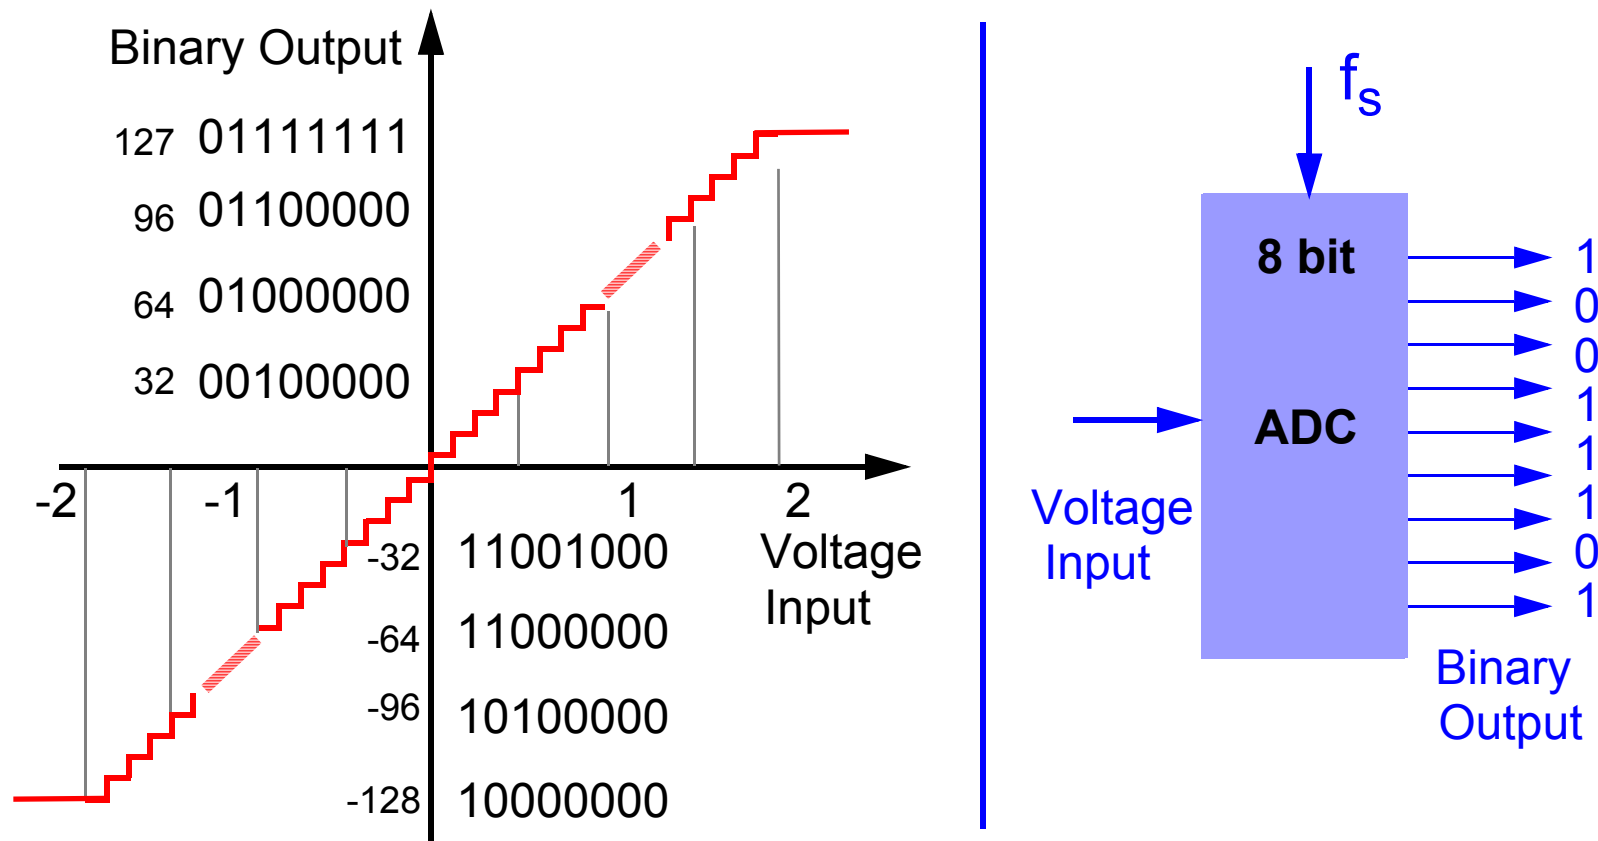 Binary Output
127 01111111
96 01100000
64 01000000
32 00100000
-2 -1 1 2
Voltage
Input
-32 11001000
-64 11000000
-96 10100000
-128 10000000
fs
8 bit
ADC
Voltage
Input
1
0
0
1
1
1
0
1
Binary
Output